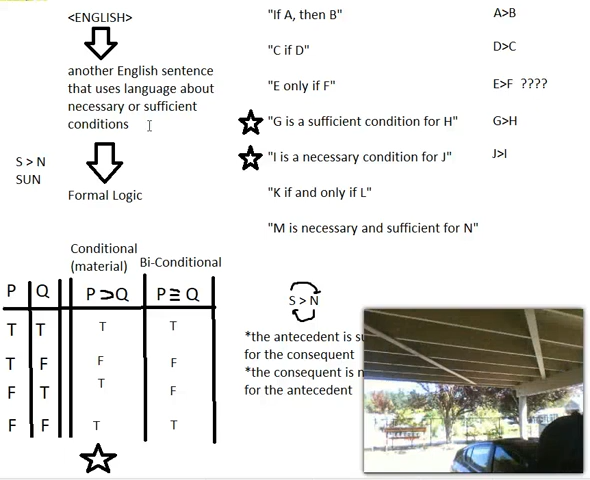 <ENGLISH>
another English sentence
that uses language about
necessary or sufficient
conditions
S > N
SUN
Formal Logic
"If A, then B" A>B
"C if D" D>C
"E only if F" E>F ????
"G is a sufficient condition for H" G>H
"I is a necessary condition for J" J>I
"K if and only if L"
"M is necessary and sufficient for N"
Conditional
(material)
Bi-Conditional
P Q P⊃Q P≡Q
T T T T
T F F F
F T T F
F F T T
S > N
*the antecedent is su
for the consequent
*the consequent is n
for the antecedent